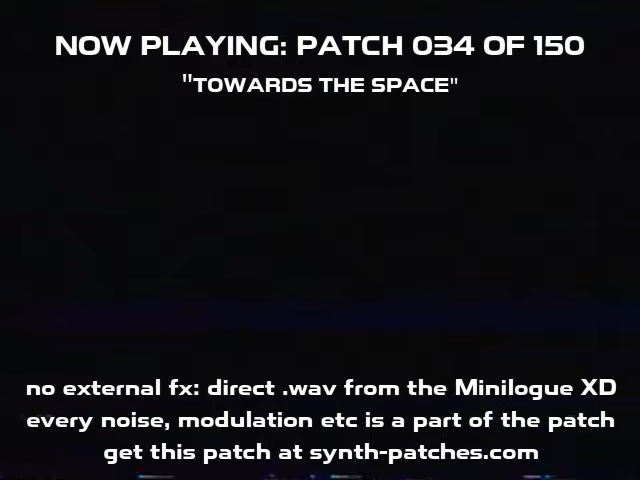 NOW PLAYING: PATCH 034 OF 150
"TOWARDS THE SPACE"
no external fx: direct .wav from the Minilogue XD
every noise, modulation etc is a part of the patch
get this patch at synth-patches.com